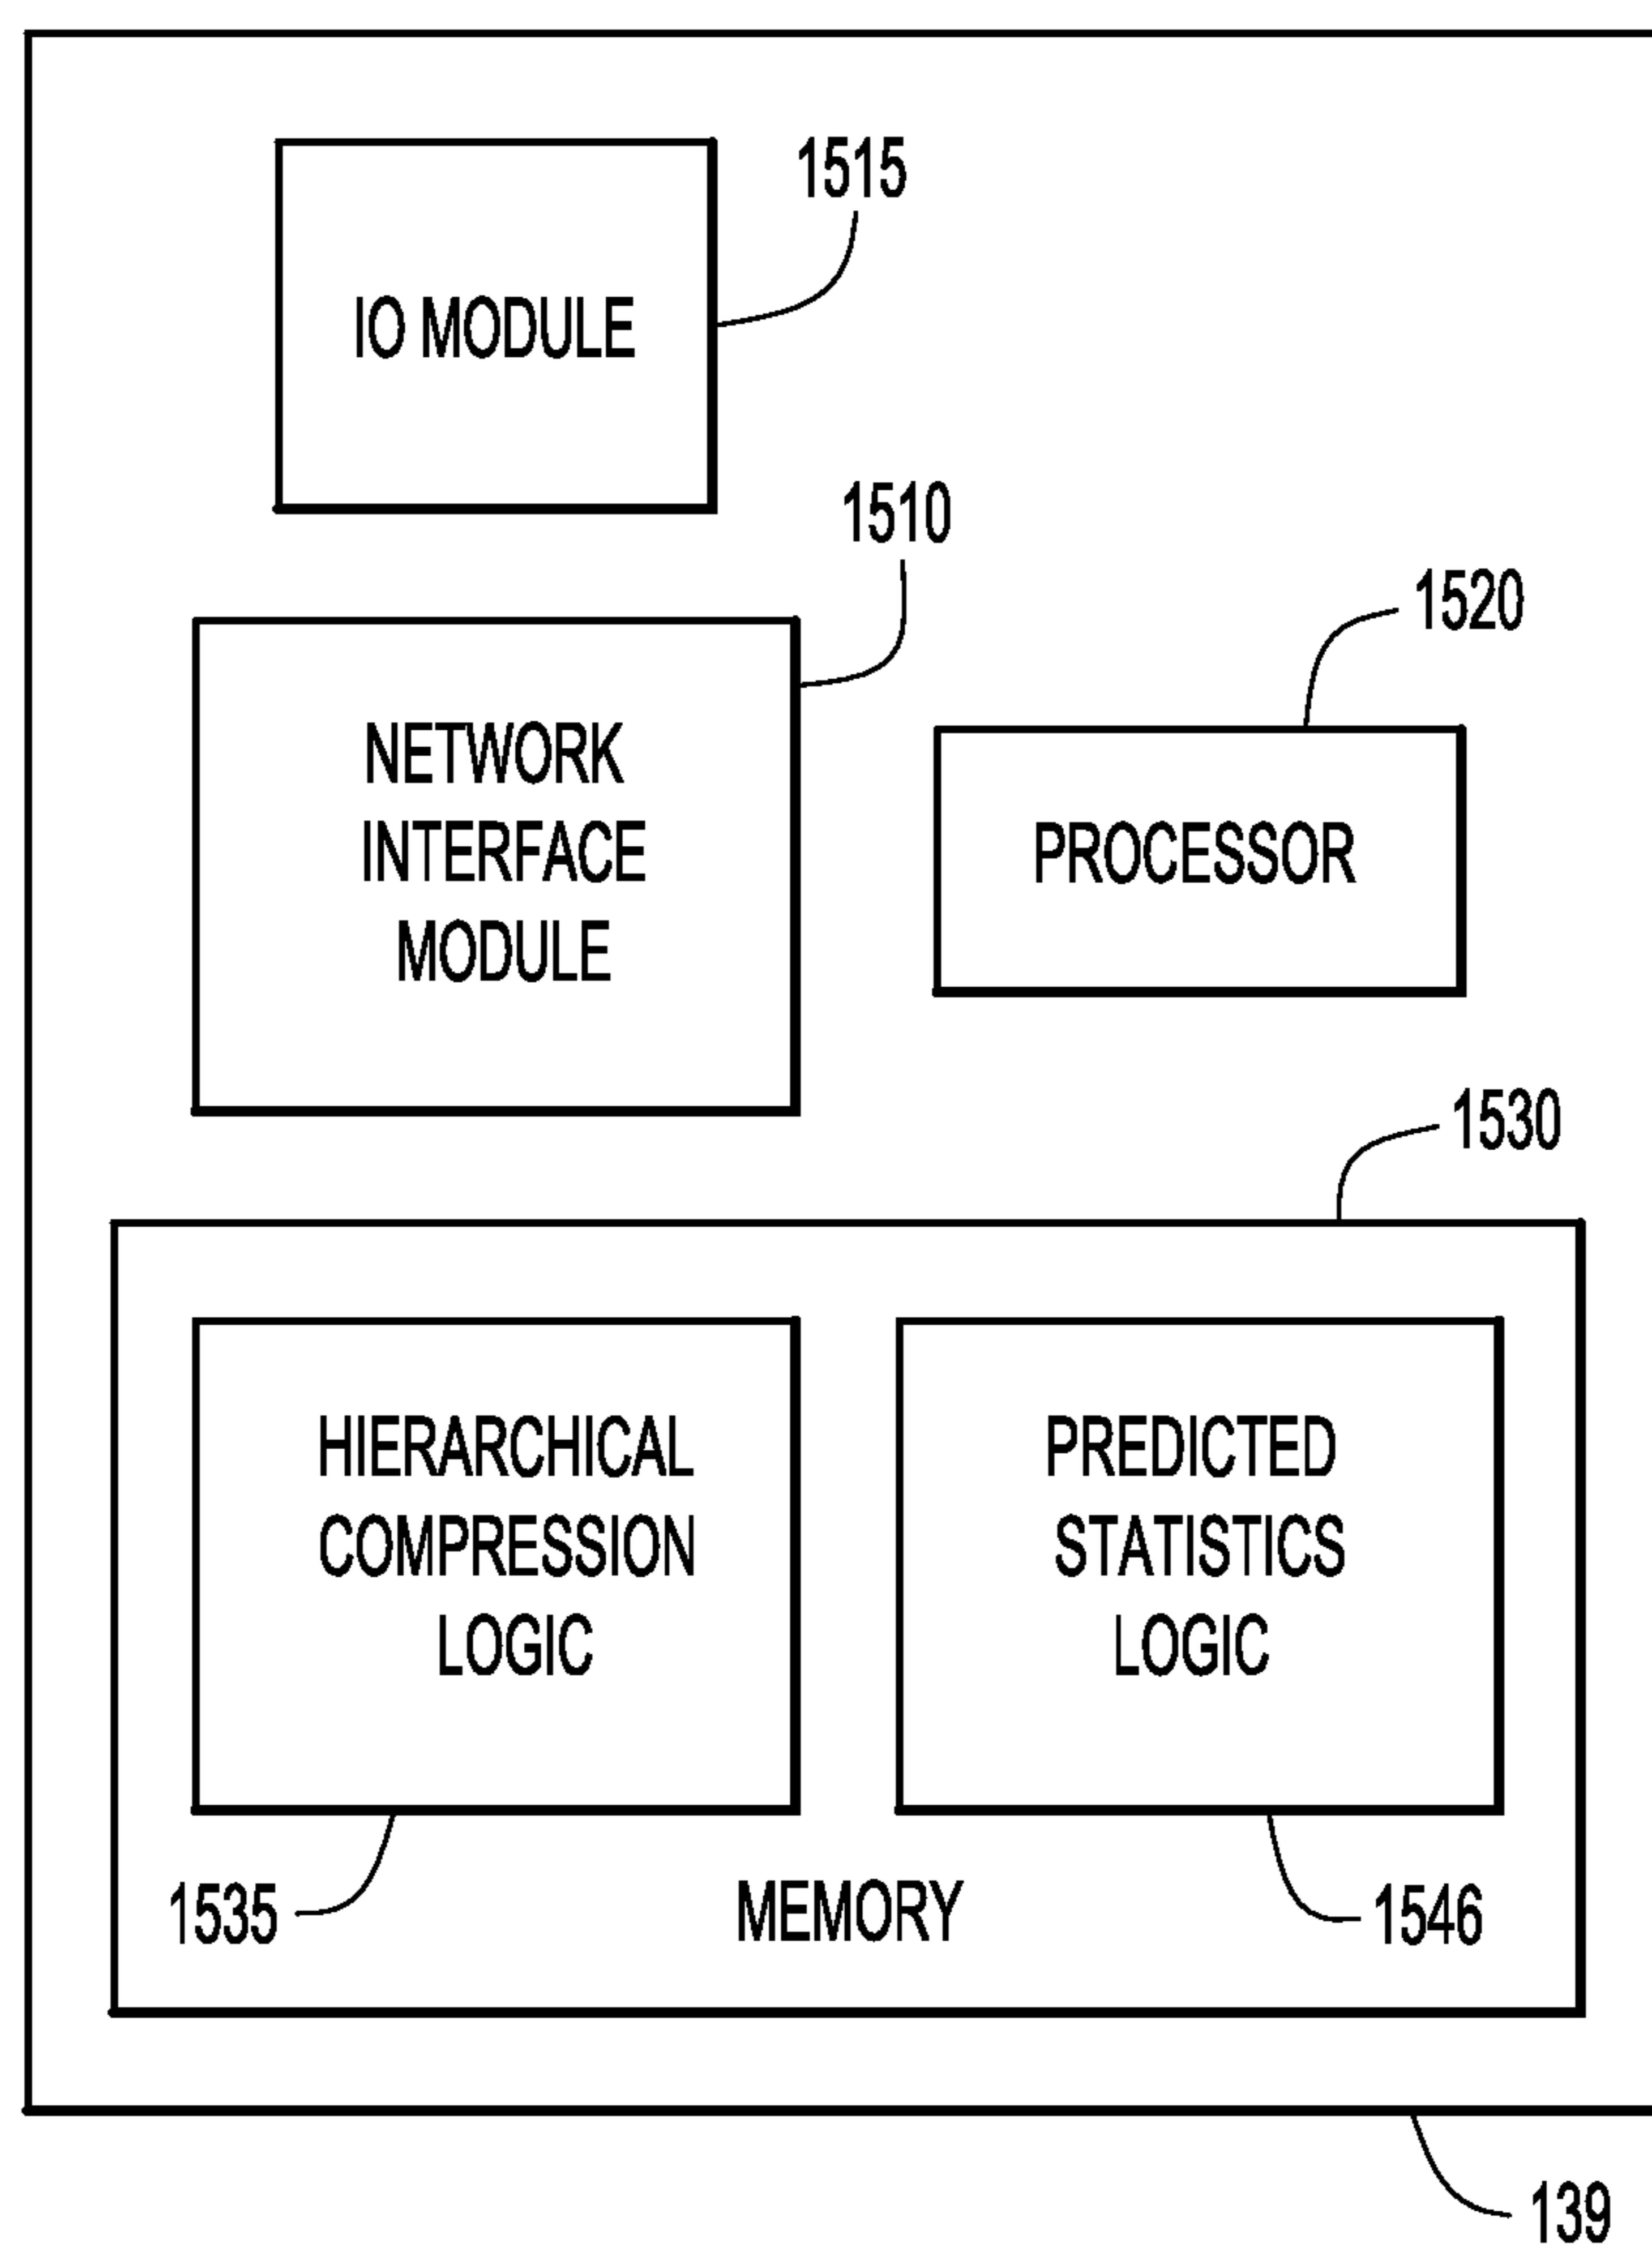 1515
IO MODULE
1510
1520
NETWORK
INTERFACE
MODULE
PROCESSOR
1530
HIERARCHICAL
COMPRESSION
LOGIC
PREDICTED
STATISTICS
LOGIC
1535
MEMORY
1546
139